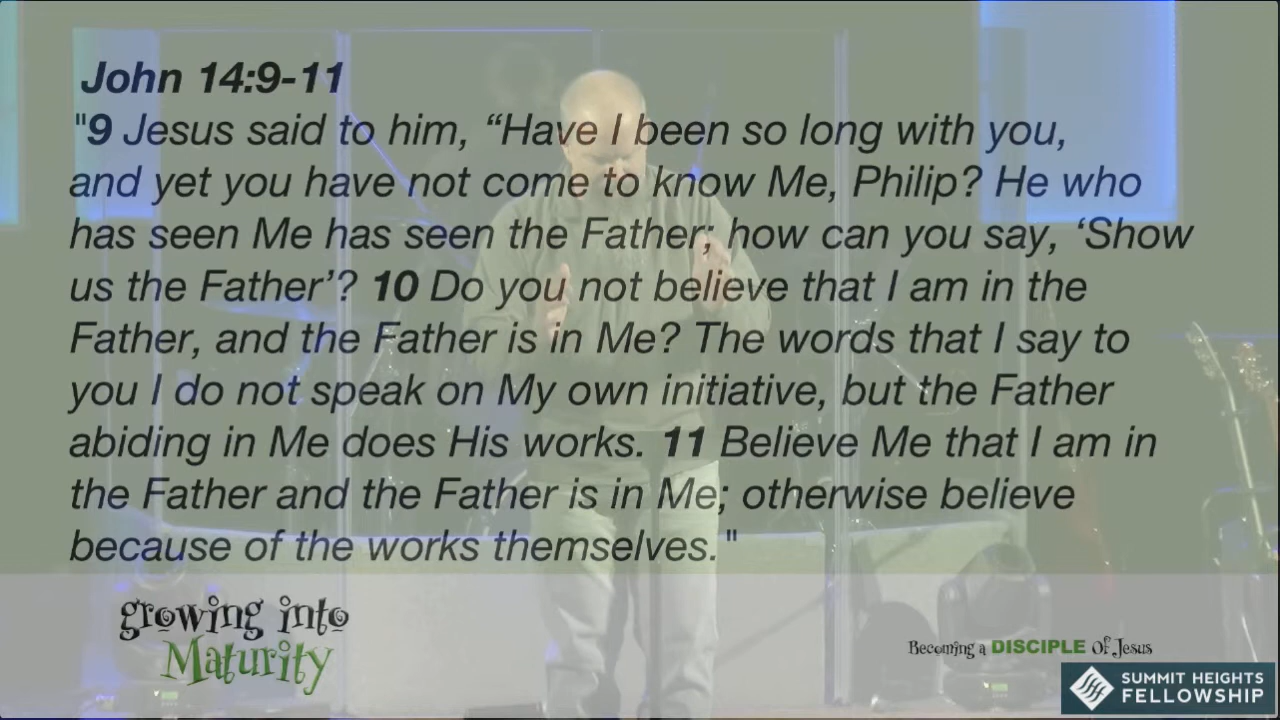 John 14:9-11
"9 Jesus said to him, “Have I been so long with you,
and yet you have not come to know Me, Philip? He who
has seen Me has seen the Father; how can you say, ‘Show
us the Father’? 10 Do you not believe that I am in the
Father, and the Father is in Me? The words that I say to
you I do not speak on My own initiative, but the Father
abiding in Me does His works. 11 Believe Me that I am in
the Father and the Father is in Me; otherwise believe
because of the works themselves."
growing into
Maturity
Becoming a DISCIPLE Of Jesus
SUMMIT HEIGHTS
FELLOWSHIP